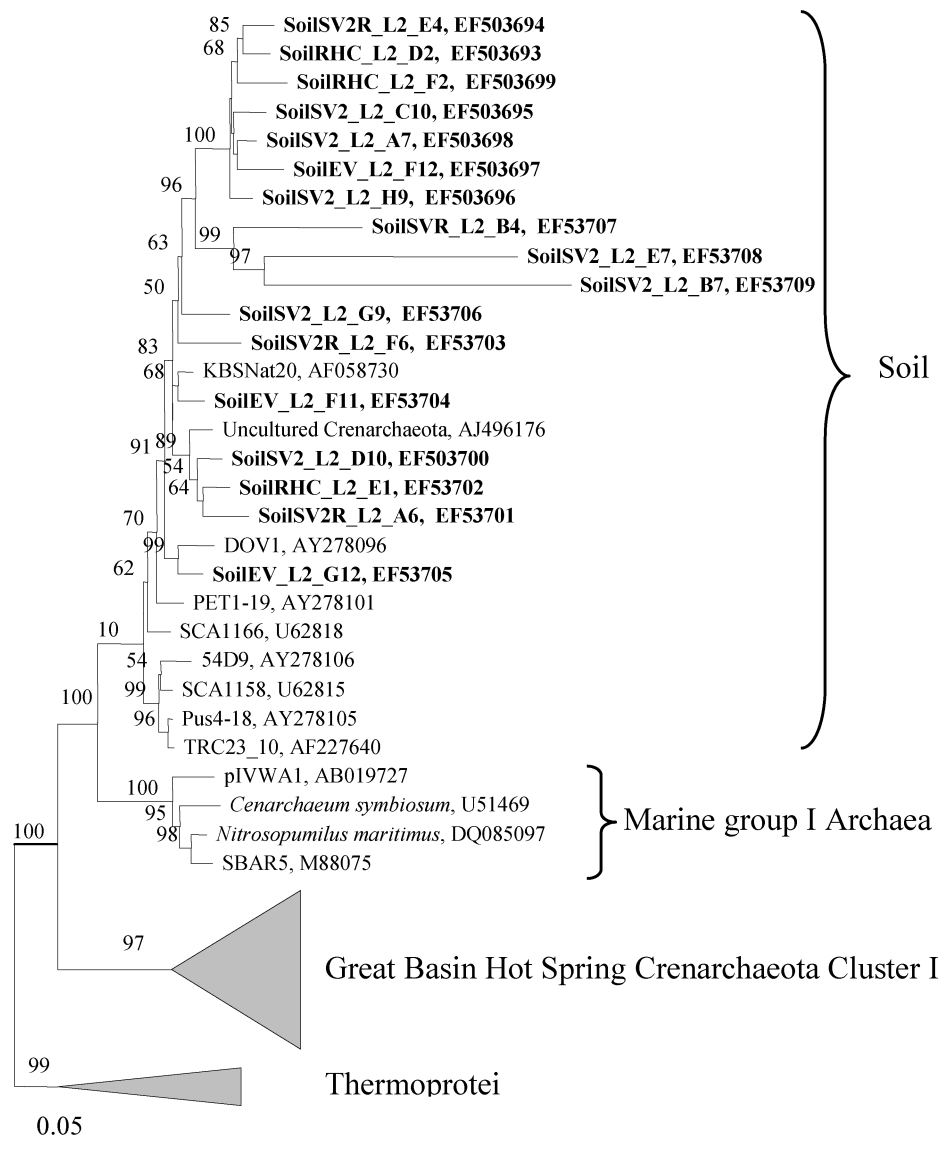 85 SoilSV2R_L2_E4, EF503694
68 SoilRHC_L2_D2, EF503693
SoilRHC_L2_F2, EF503699
SoilSV2_L2_C10, EF503695
100 SoilSV2_L2_A7, EF503698
SoilEV_L2_F12, EF503697
96 SoilSV2_L2_H9, EF503696
99 SoilSVR_L2_B4, EF53707
63 97 SoilSV2_L2_E7, EF53708
50 SoilSV2_L2_B7, EF53709
SoilSV2_L2_G9, EF53706
83 SoilSV2R_L2_F6, EF53703
Soil
68 KBSNat20, AF058730
SoilEV_L2_F11, EF53704
91 89 Uncultured Crenarchaeota, AJ496176
54 SoilSV2_L2_D10, EF503700
64 SoilRHC_L2_E1, EF53702
70 SoilSV2R_L2_A6, EF53701
99 DOV1, AY278096
62 SoilEV_L2_G12, EF53705
PET1-19, AY278101
10 SCA1166, U62818
54 54D9, AY278106
100 99 SCA1158, U62815
96 Pus4-18, AY278105
TRC23_10, AF227640
100 pIVWA1, AB019727
95 Cenarchaeum symbiosum, U51469
Marine group I Archaea
100 98 Nitrosopumilus maritimus, DQ085097
SBAR5, M88075
97
Great Basin Hot Spring Crenarchaeota Cluster I
99
Thermoprotei
0.05